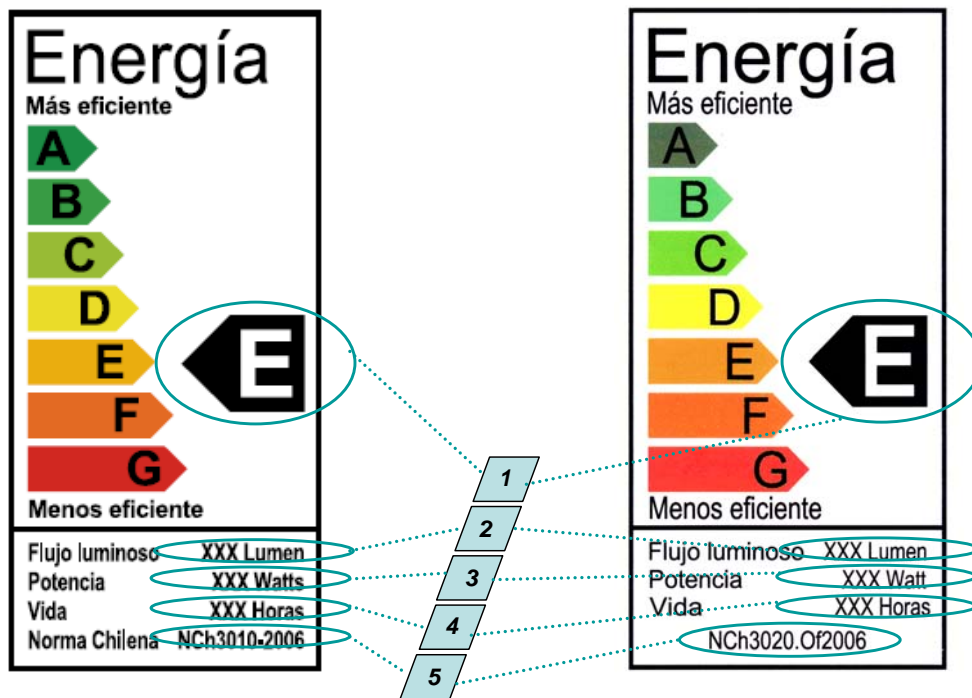 Energía
Más eficiente
A
B
C
D
E
E
F
G
Menos eficiente
Flujo luminoso XXX Lumen
Potencia XXX Watts
Vida XXX Horas
Norma Chilena NCh3010-2006
1
2
3
4
5
Energía
Más eficiente
A
B
C
D
E
E
F
G
Menos eficiente
Flujo luminoso XXX Lumen
Potencia XXX Watt
Vida XXX Horas
NCh3020.Of2006